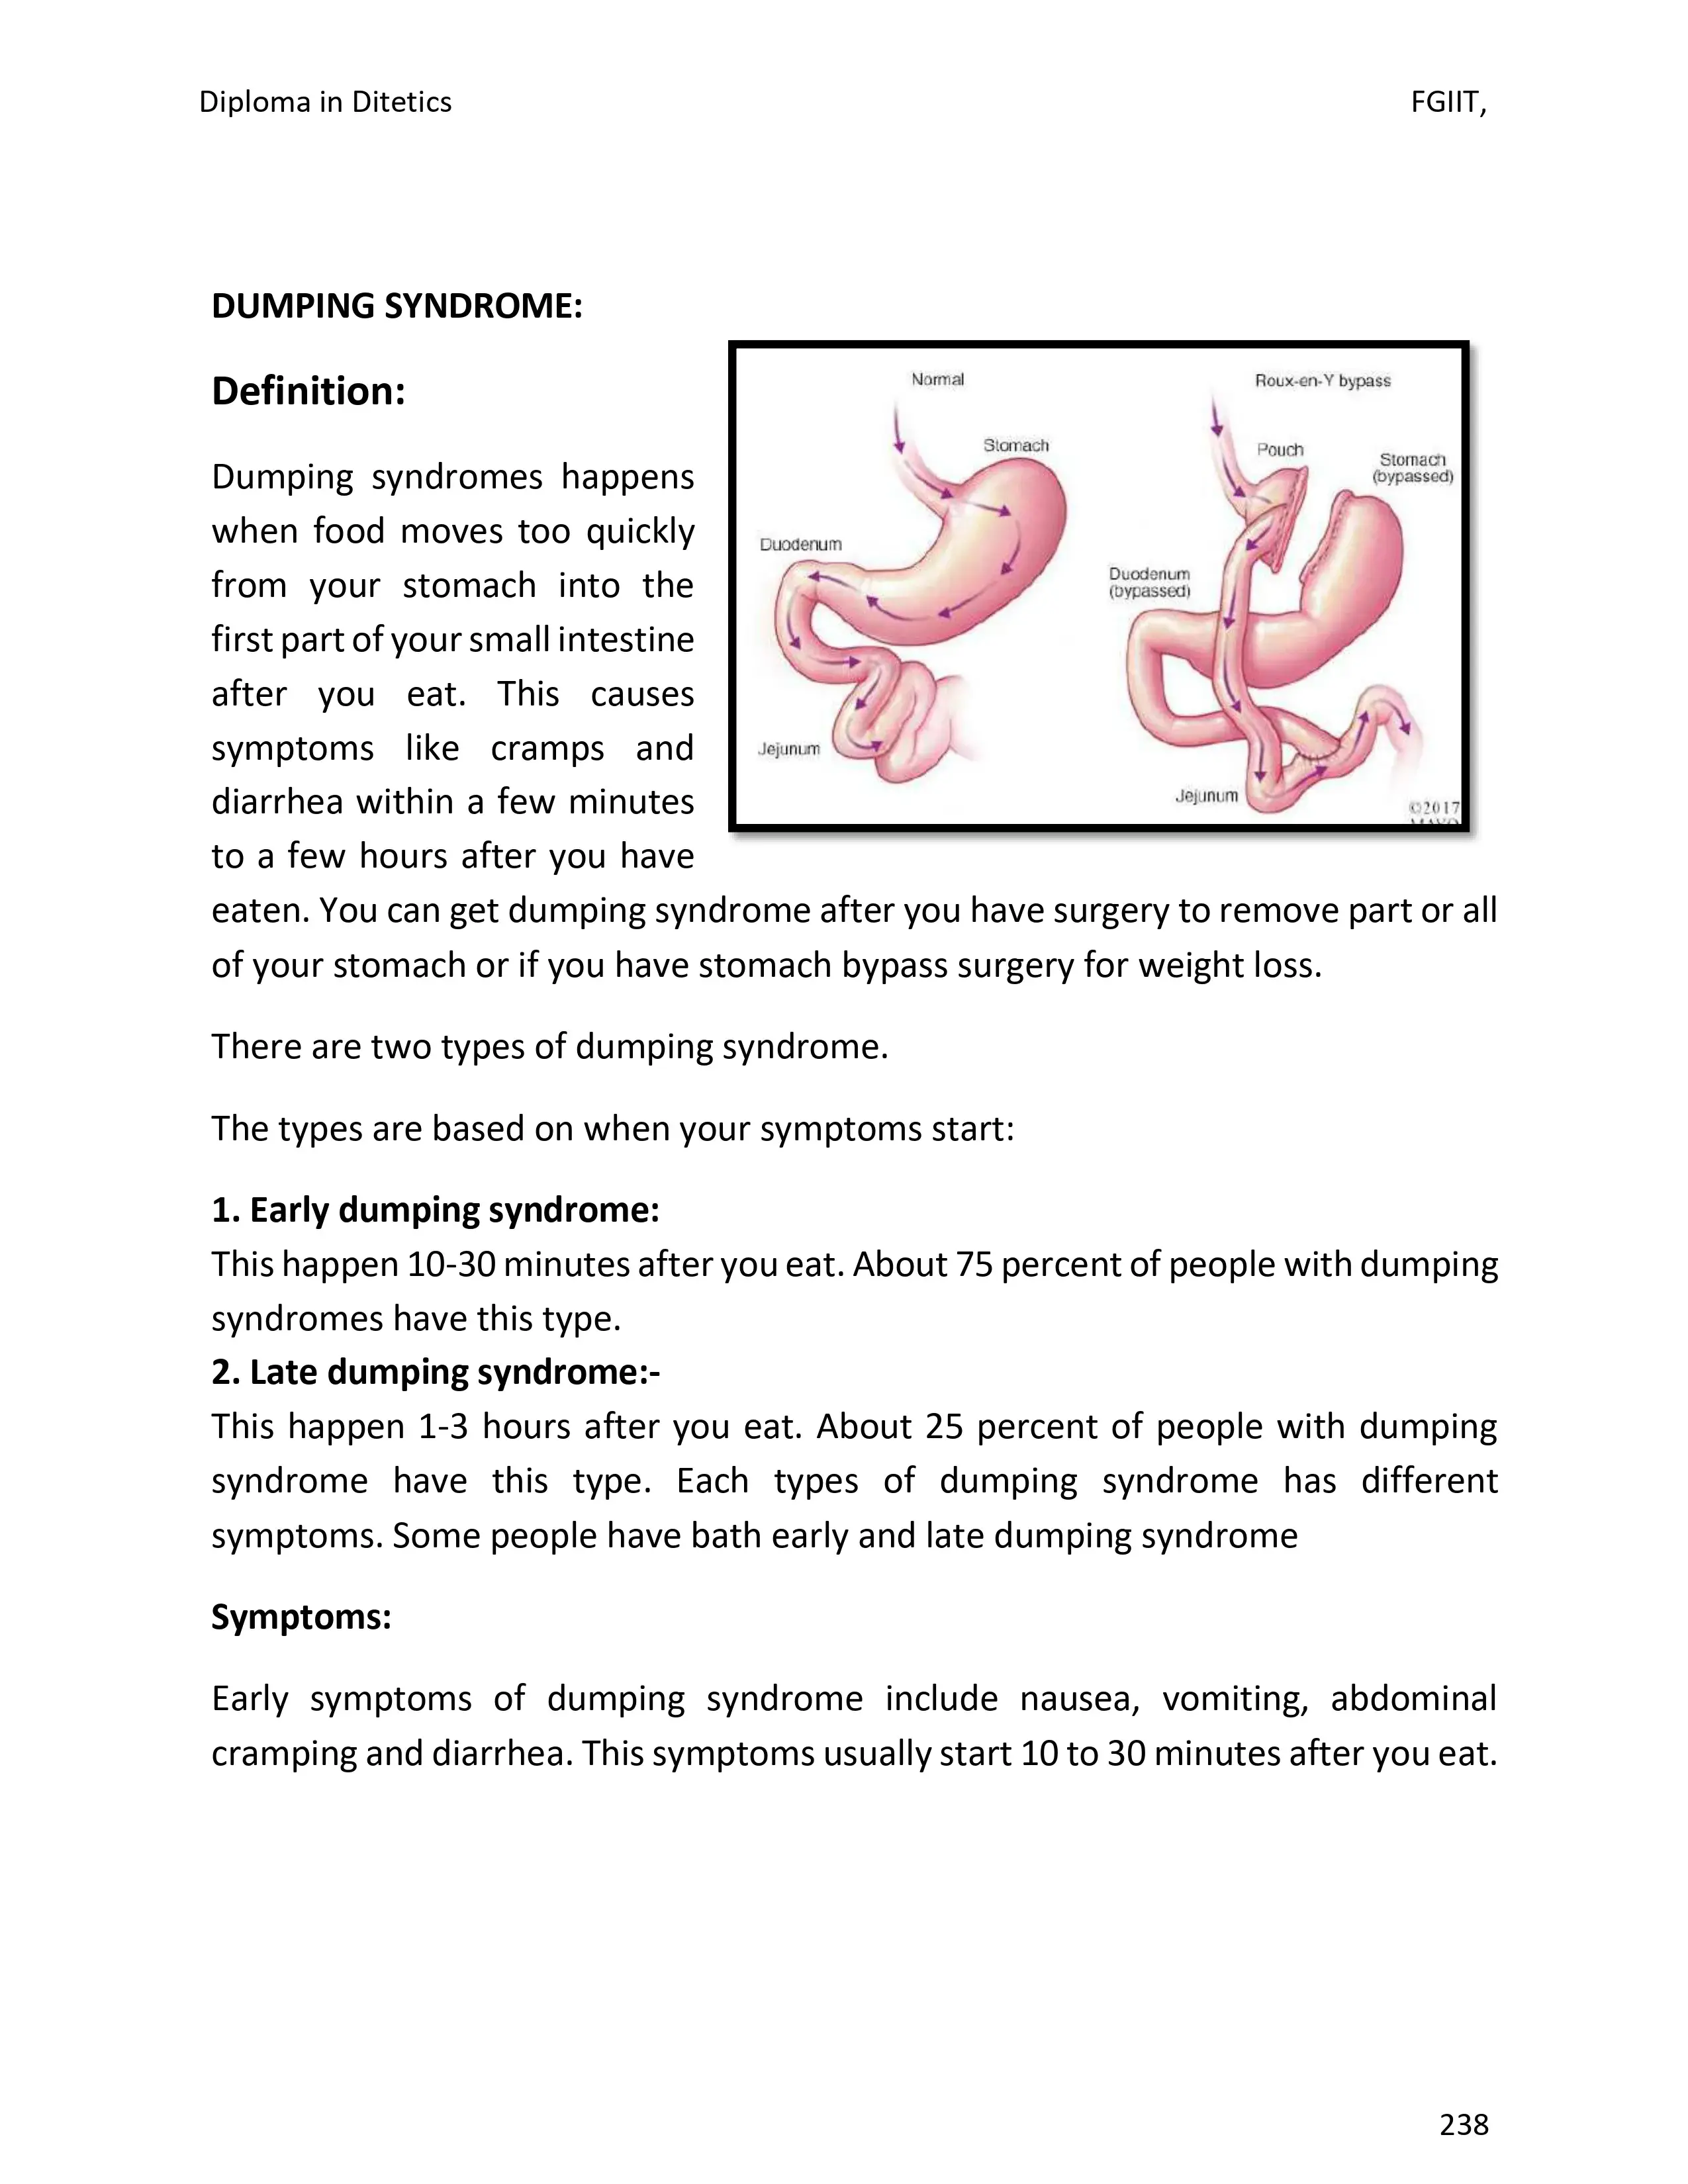 Diploma in Ditetics FGIIT,
DUMPING SYNDROME:
Definition:
Dumping syndromes happens
when food moves too quickly
from your stomach into the
first part of your small intestine
after you eat. This causes
symptoms like cramps and
diarrhea within a few minutes
to a few hours after you have
Normal
Stomach
Duodenum
Jejunum
Roux-en-Y bypass
Pouch
Stomach
(bypassed)
Duodenum
(bypassed)
Jejunum
©2017
eaten. You can get dumping syndrome after you have surgery to remove part or all
of your stomach or if you have stomach bypass surgery for weight loss.
There are two types of dumping syndrome.
The types are based on when your symptoms start:
1. Early dumping syndrome:
This happen 10-30 minutes after you eat. About 75 percent of people with dumping
syndromes have this type.
2. Late dumping syndrome:-
This happen 1-3 hours after you eat. About 25 percent of people with dumping
syndrome have this type. Each types of dumping syndrome has different
symptoms. Some people have bath early and late dumping syndrome
Symptoms:
Early symptoms of dumping syndrome include nausea, vomiting, abdominal
cramping and diarrhea. This symptoms usually start 10 to 30 minutes after you eat.
238